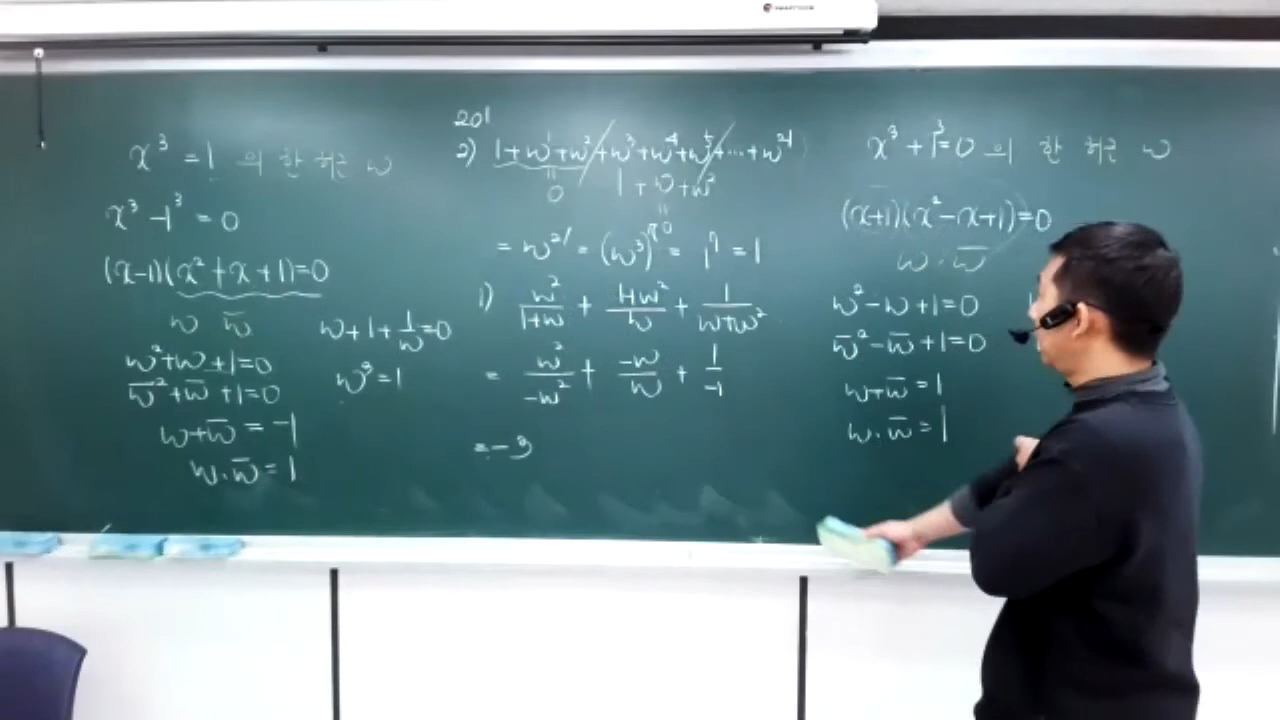 x³ = 1 의 한 허근 ω
x³ - 1³ = 0
(x-1)(x² + x + 1) = 0
ω  ω̅
ω² + ω + 1 = 0
ω̅² + ω̅ + 1 = 0
ω + ω̅ = -1
ω · ω̅ = 1
ω + 1 + 1/ω = 0
ω³ = 1
201
2) 1 + ω¹ + ω² + ω³ + ω⁴ + ω⁵ + ⋯ + ω²¹
= 0
1 + ω + ω²
= 0
= ω²¹ = (ω³)⁷ = 1⁷ = 1
1) ω²/(1+ω) + (1+ω²)/ω + 1/(ω+ω²)
= ω²/(-ω²) + (-ω)/ω + 1/(-1)
= -3
x³ + 1³ = 0 의 한 허근 ω
(x+1)(x² - x + 1) = 0
ω · ω̅
ω² - ω + 1 = 0
ω̅² - ω̅ + 1 = 0
ω + ω̅ = 1
ω · ω̅ = 1